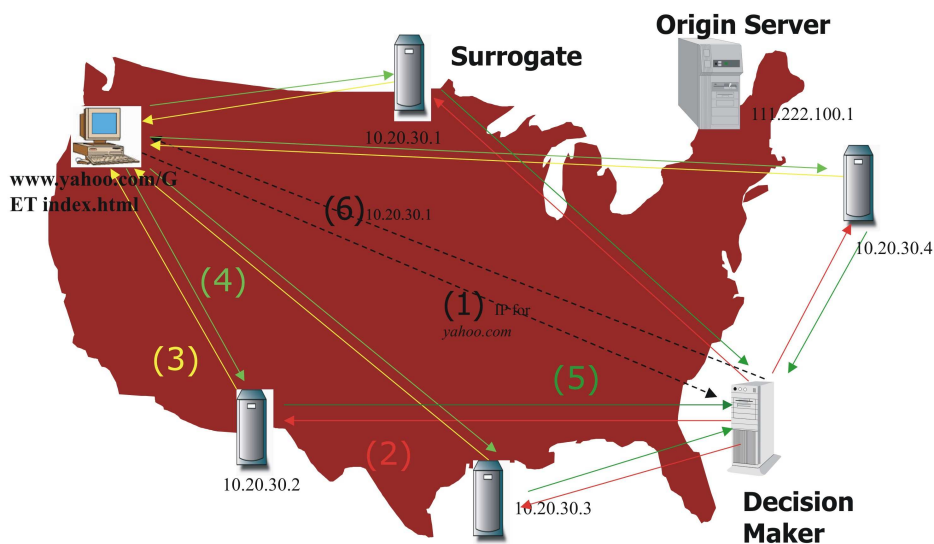 Origin Server
Surrogate
111.222.100.1
10.20.30.1
www.yahoo.com/G
ET index.html
(6) 10.20.30.1
10.20.30.4
(4)
(1) IP for
yahoo.com
(3)
(5)
(2)
10.20.30.2
10.20.30.3
Decision
Maker